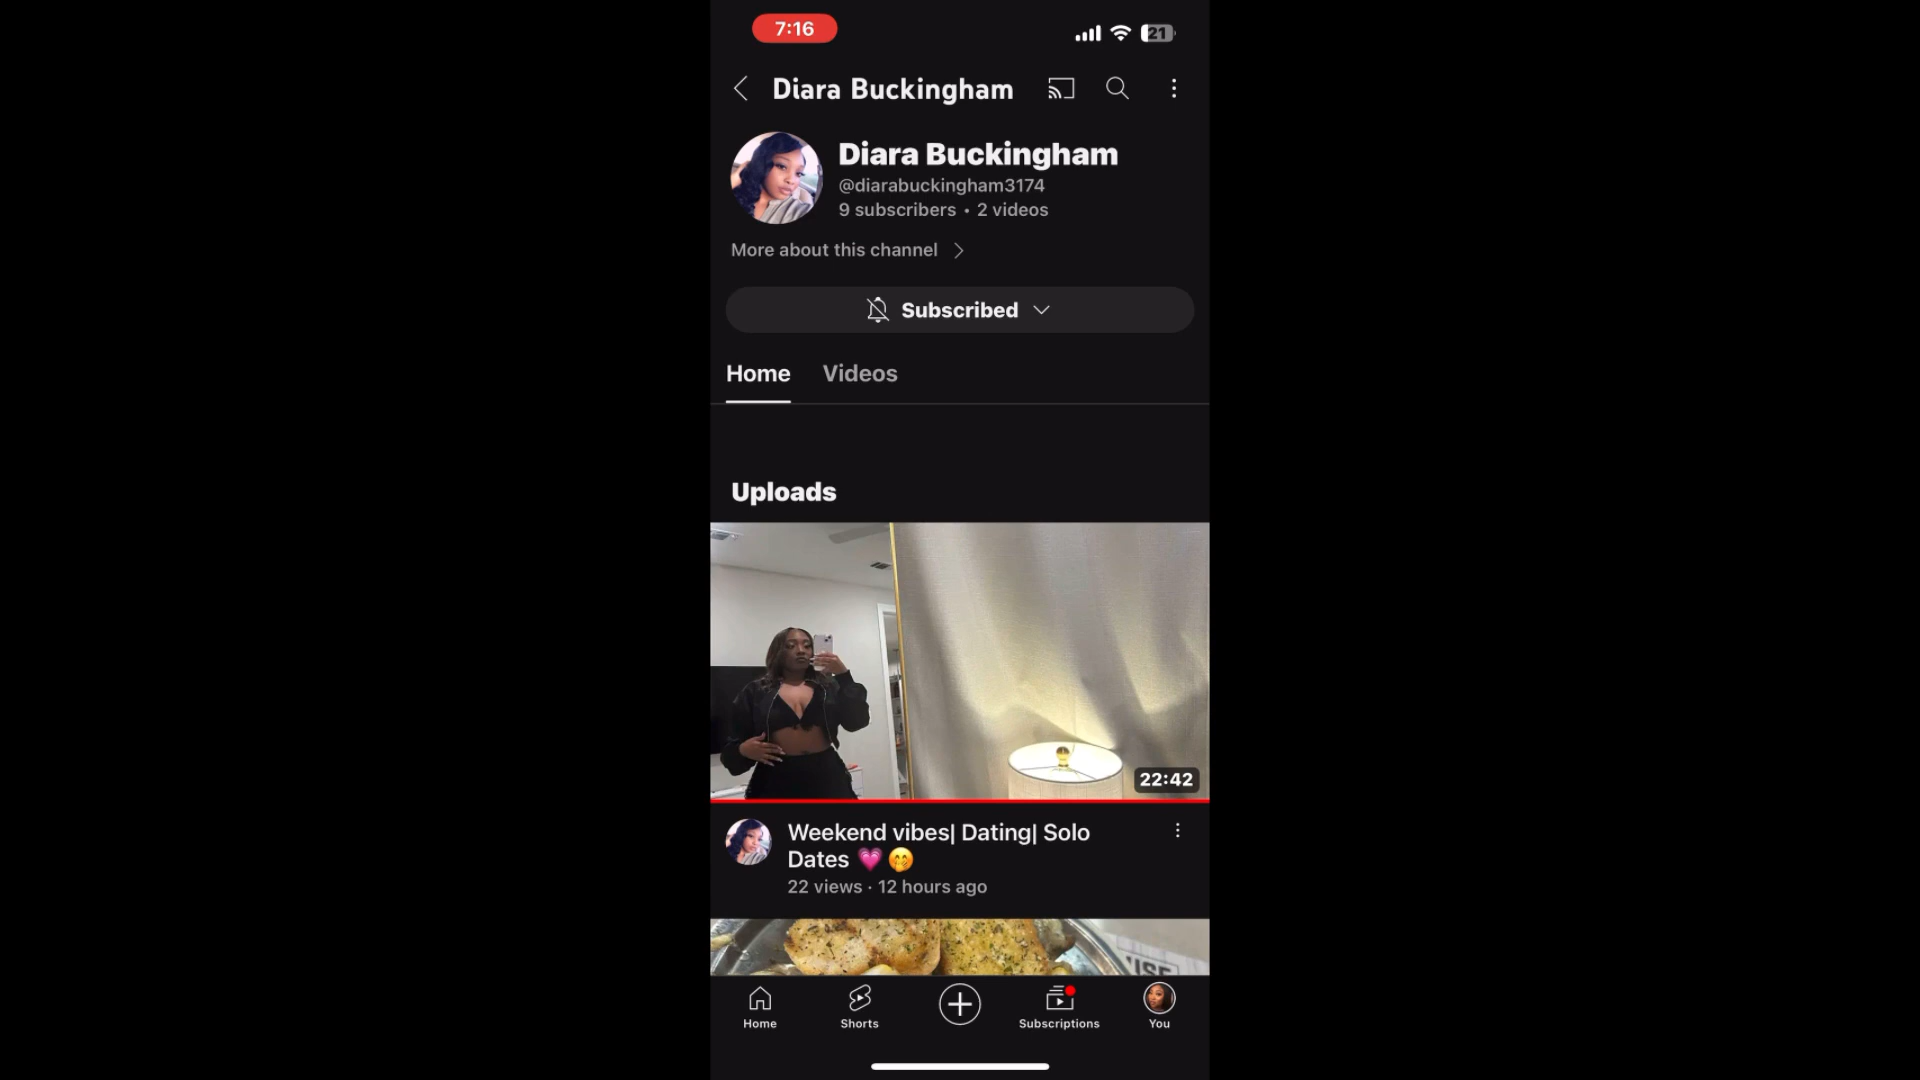 7:16
21
Diara Buckingham
Diara Buckingham
@diarabuckingham3174
9 subscribers • 2 videos
More about this channel
Subscribed
Home Videos
Uploads
22:42
Weekend vibes| Dating| Solo
Dates 💗 🤭
22 views · 12 hours ago
Home Shorts Subscriptions You